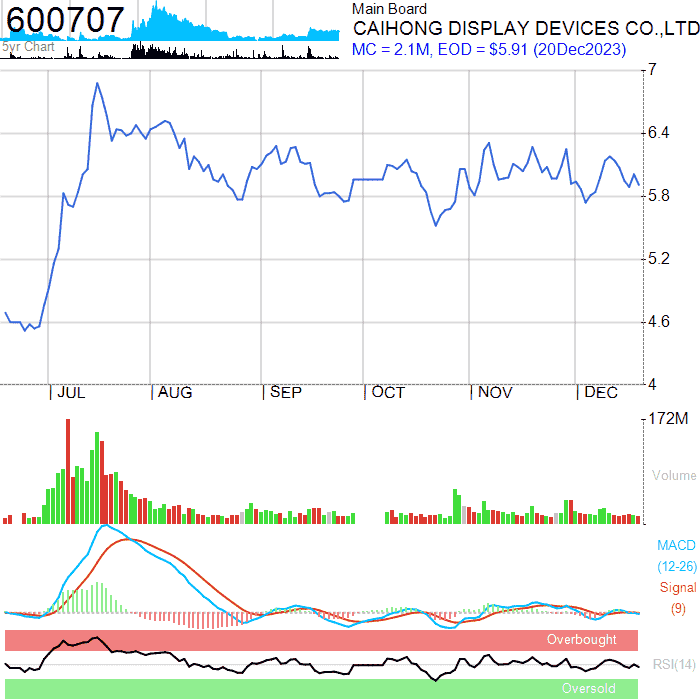 600707
5yr Chart
Main Board
CAIHONG DISPLAY DEVICES CO.,LTD
MC = 2.1M, EOD = $5.91 (20Dec2023)
7
6.4
5.8
5.2
4.6
4
JUL AUG SEP OCT NOV DEC
172M
Volume
MACD
(12-26)
Signal
(9)
Overbought
RSI(14)
Oversold